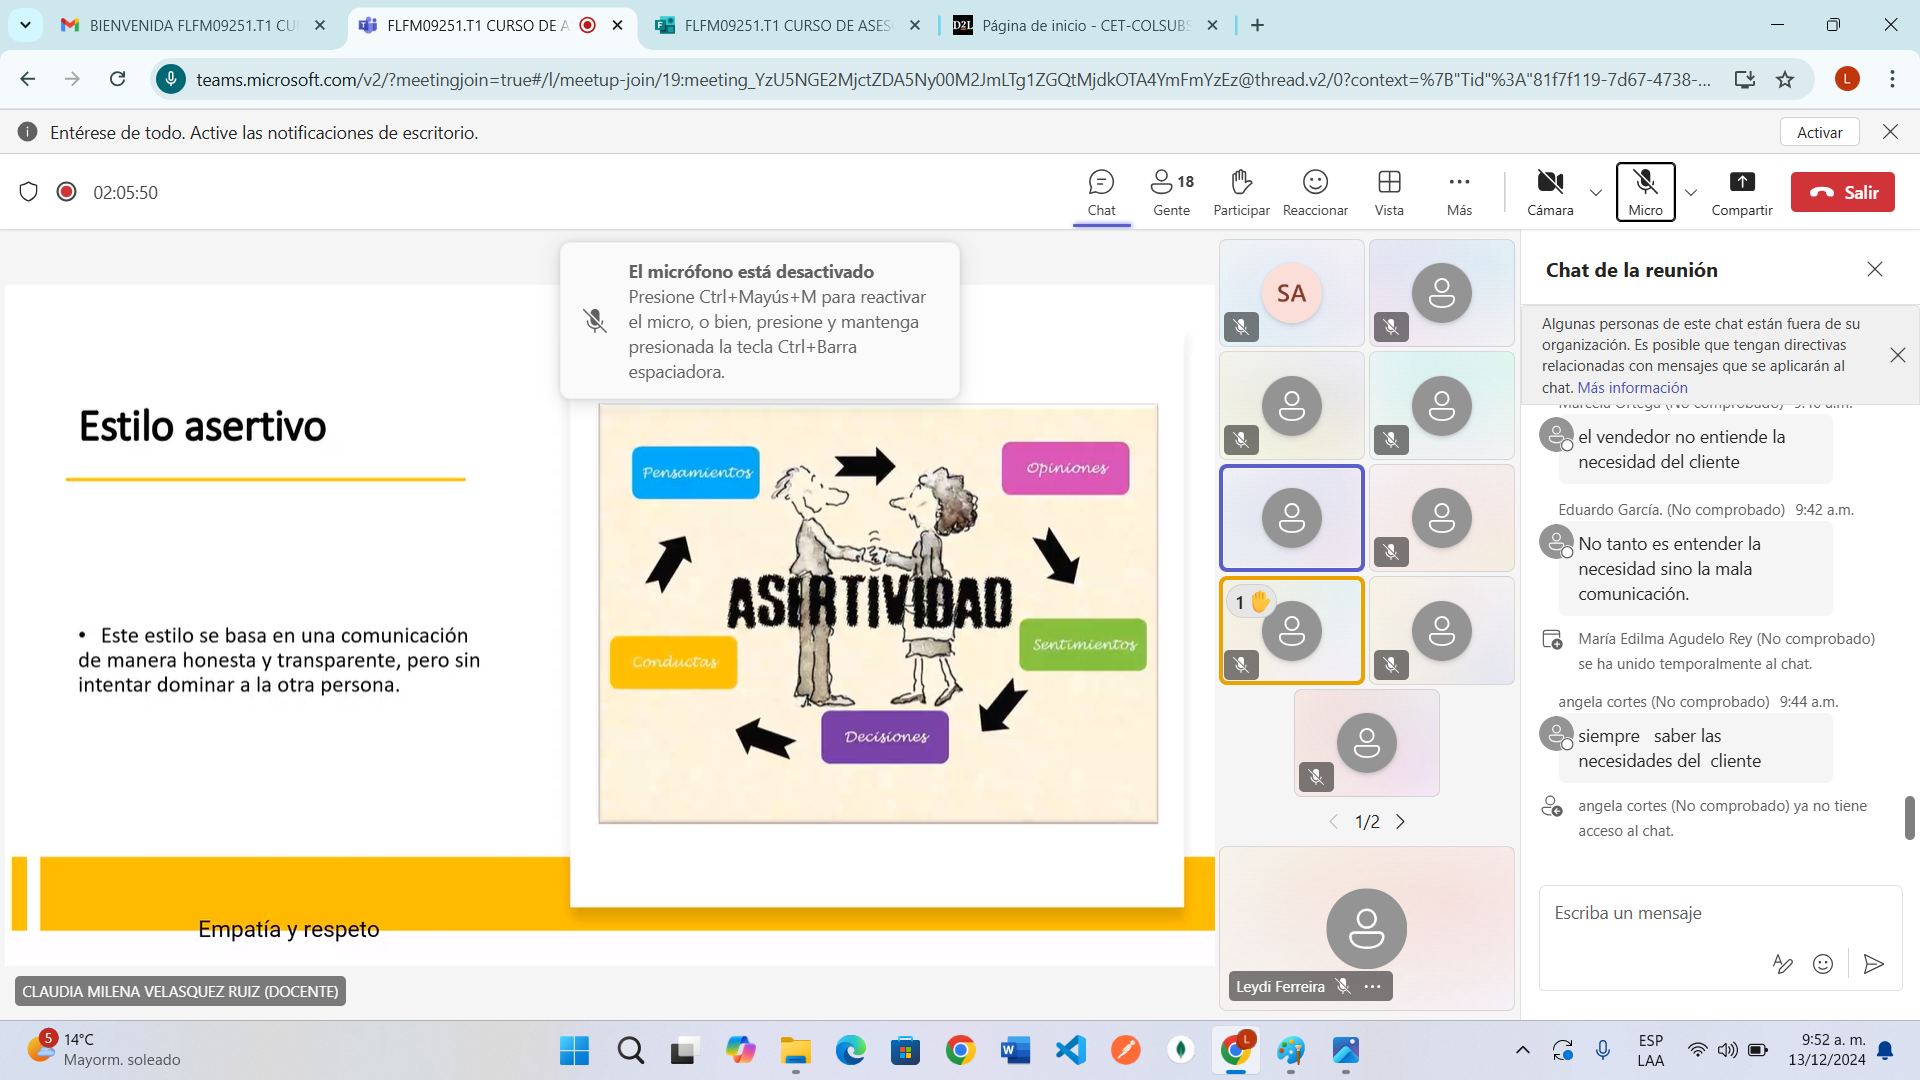 BIENVENIDA FLFM09251.T1 CU
FLFM09251.T1 CURSO DE A
FLFM09251.T1 CURSO DE ASES
Página de inicio - CET-COLSUBS
teams.microsoft.com/v2/?meetingjoin=true#/l/meetup-join/19:meeting_YzU5NGE2MjctZDA5Ny00M2JmLTg1ZGQtMjdkOTA4YmFmYzEz@thread.v2/0?context=%7B"Tid"%3A"81f7f119-7d67-4738-...
L
Entérese de todo. Active las notificaciones de escritorio.
Activar
02:05:50
Chat
18
Gente
Participar
Reaccionar
Vista
Más
Cámara
Micro
Compartir
Salir
El micrófono está desactivado
Presione Ctrl+Mayús+M para reactivar
el micro, o bien, presione y mantenga
presionada la tecla Ctrl+Barra
espaciadora.
Estilo asertivo
• Este estilo se basa en una comunicación
de manera honesta y transparente, pero sin
intentar dominar a la otra persona.
Pensamientos
Opiniones
ASERTIVIDAD
Conductas
Sentimientos
Decisiones
Empatía y respeto
CLAUDIA MILENA VELASQUEZ RUIZ (DOCENTE)
SA
1
1/2
Leydi Ferreira
Chat de la reunión
Algunas personas de este chat están fuera de su
organización. Es posible que tengan directivas
relacionadas con mensajes que se aplicarán al
chat. Más información
Marcela Ortega (No comprobado)
el vendedor no entiende la
necesidad del cliente
Eduardo García. (No comprobado) 9:42 a.m.
No tanto es entender la
necesidad sino la mala
comunicación.
María Edilma Agudelo Rey (No comprobado)
se ha unido temporalmente al chat.
angela cortes (No comprobado) 9:44 a.m.
siempre saber las
necesidades del cliente
angela cortes (No comprobado) ya no tiene
acceso al chat.
Escriba un mensaje
5
14°C
Mayorm. soleado
ESP
LAA
9:52 a. m.
13/12/2024